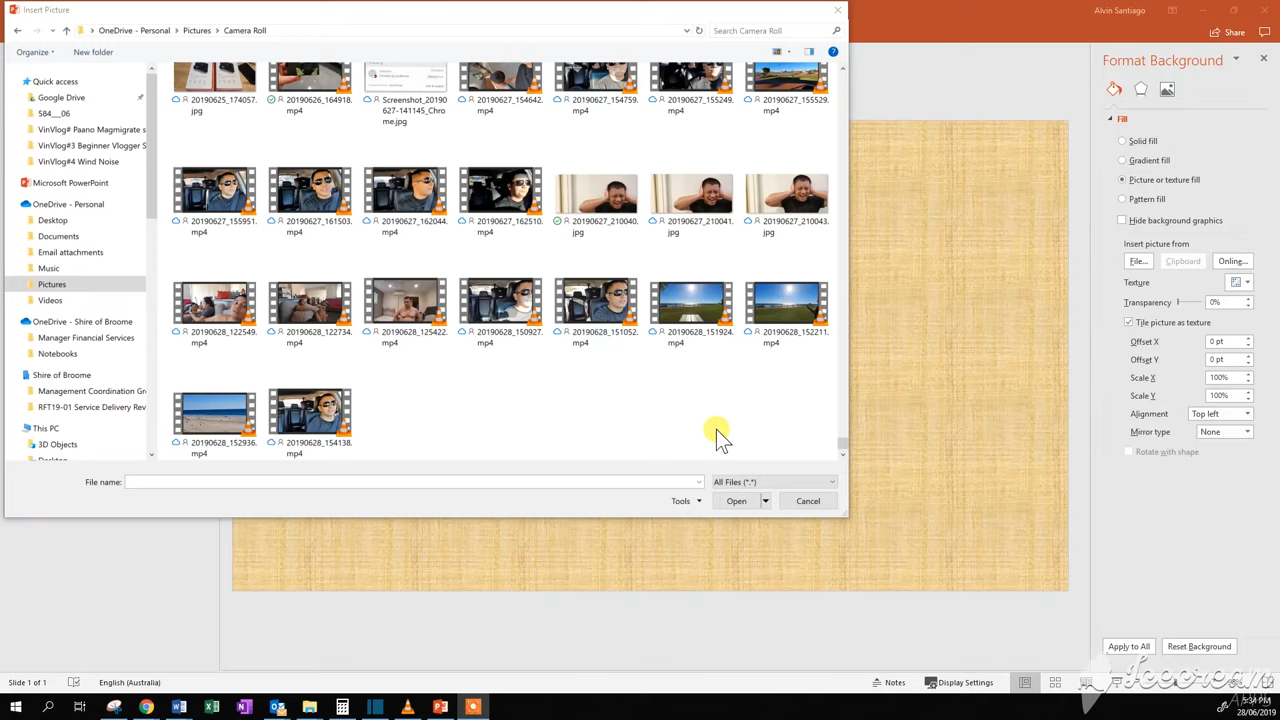 Insert Picture
Alvin Santiago
OneDrive - Personal > Pictures > Camera Roll
Search Camera Roll
Share
Organize
New folder
Format Background
Quick access
Google Drive
584___06
VinVlog# Paano Magmigrate s
VinVlog#3 Beginner Vlogger S
VinVlog#4 Wind Noise
Microsoft PowerPoint
OneDrive - Personal
Desktop
Documents
Email attachments
Music
Pictures
Videos
OneDrive - Shire of Broome
Manager Financial Services
Notebooks
Shire of Broome
Management Coordination Gr
RFT19-01 Service Delivery Rev
This PC
3D Objects
20190625_174057.jpg
20190626_164918.mp4
Screenshot_20190627-141145_Chrome.jpg
20190627_154642.mp4
20190627_154759.mp4
20190627_155249.mp4
20190627_155529.mp4
20190627_155951.mp4
20190627_161503.mp4
20190627_162044.mp4
20190627_162510.mp4
20190627_210040.jpg
20190627_210041.jpg
20190627_210043.jpg
20190628_122549.mp4
20190628_122734.mp4
20190628_125422.mp4
20190628_150927.mp4
20190628_151052.mp4
20190628_151924.mp4
20190628_152211.mp4
20190628_152936.mp4
20190628_154138.mp4
File name:
All Files (*.*)
Tools
Open
Cancel
Fill
Solid fill
Gradient fill
Picture or texture fill
Pattern fill
Hide background graphics
Insert picture from
File...
Clipboard
Online...
Texture
Transparency
0%
Tile picture as texture
Offset X
0 pt
Offset Y
0 pt
Scale X
100%
Scale Y
100%
Alignment
Top left
Mirror type
None
Rotate with shape
Apply to All
Reset Background
Slide 1 of 1
English (Australia)
Notes
Display Settings
28/06/2019